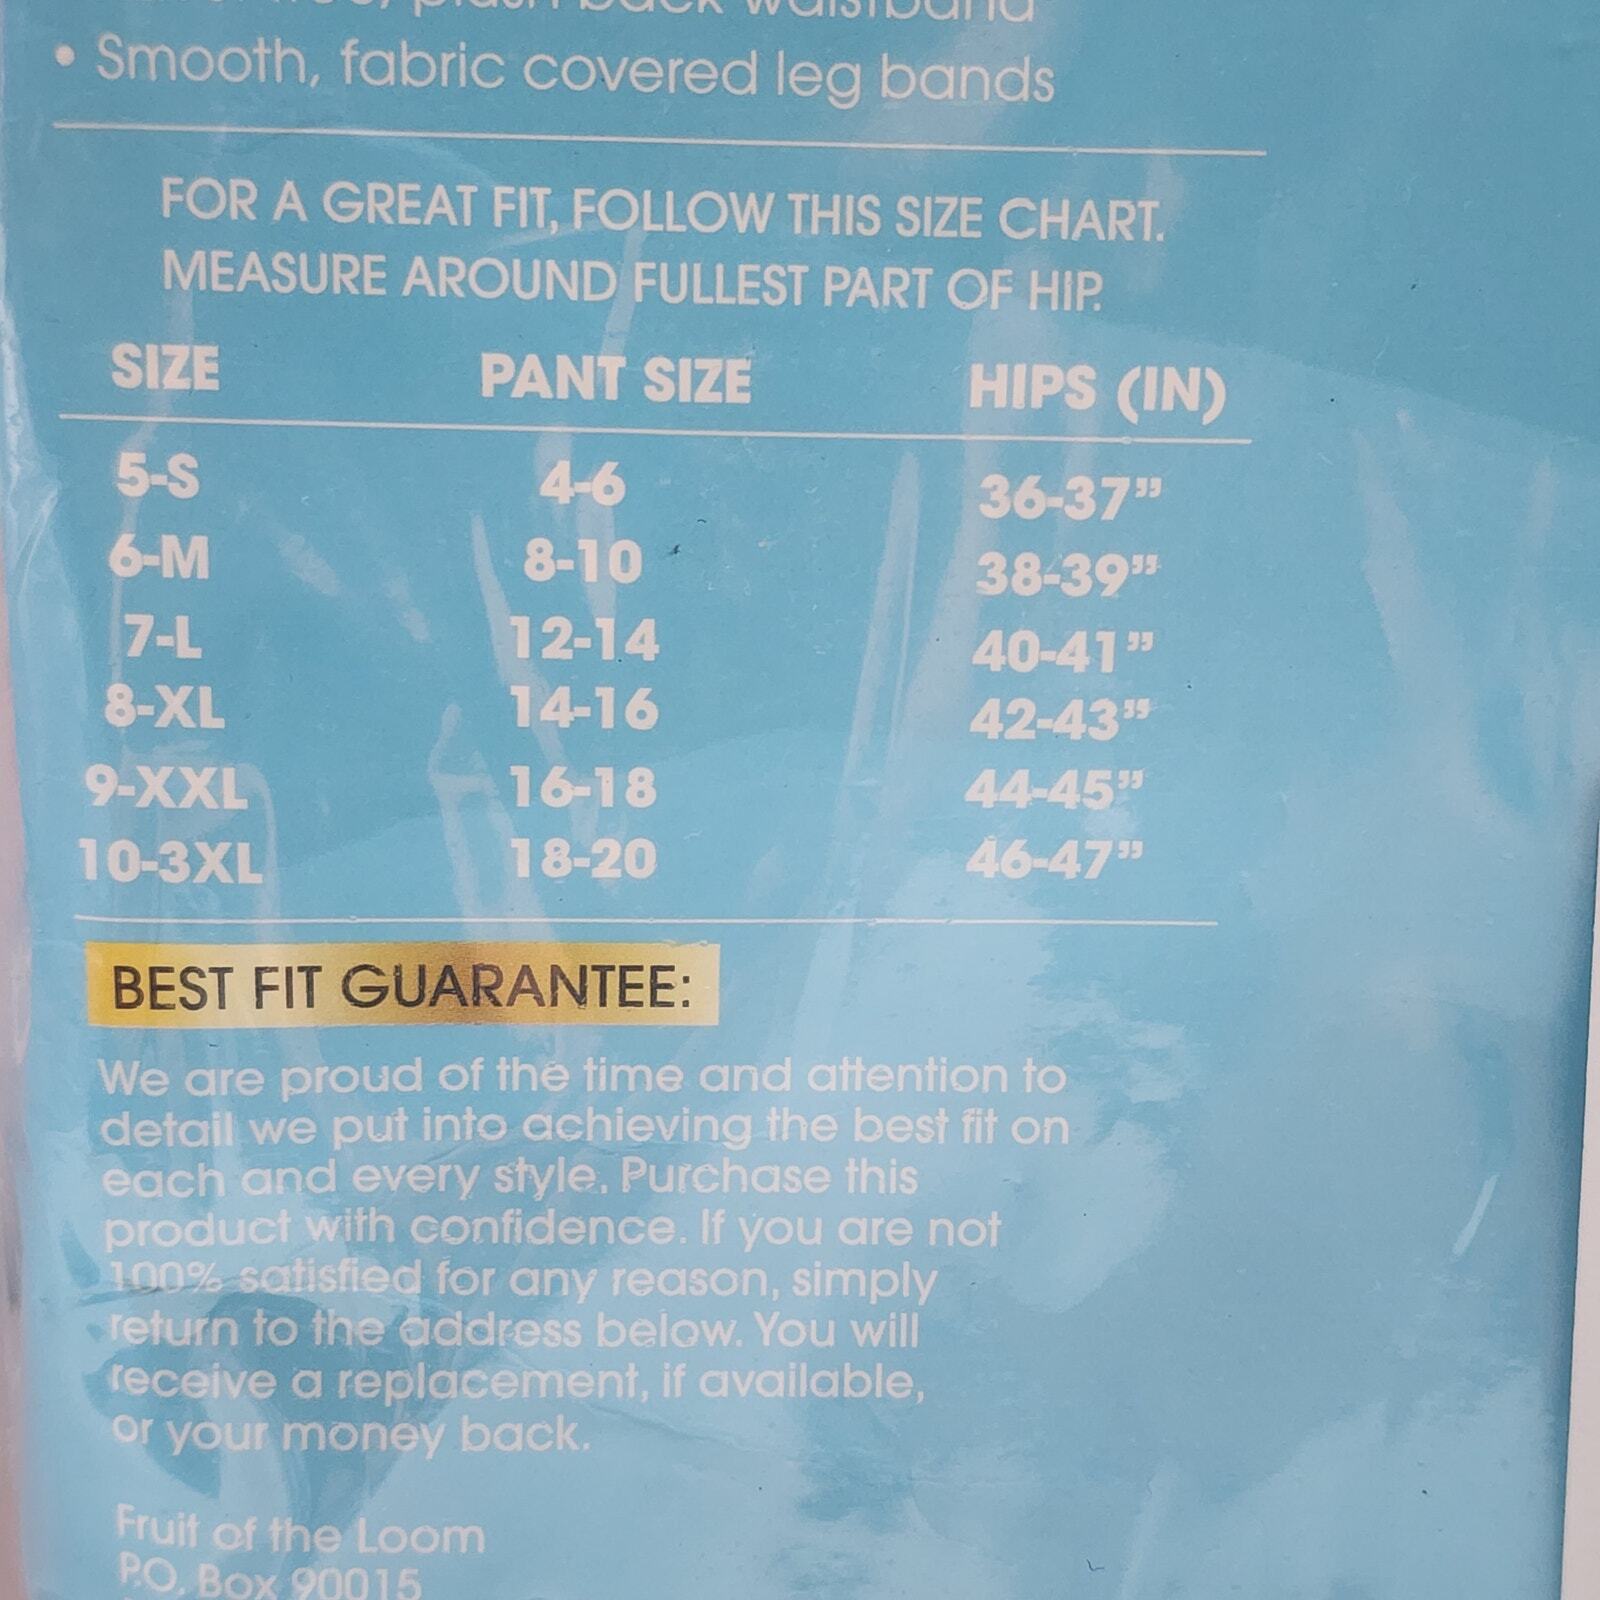 plush back waistband
• Smooth, fabric covered leg bands
FOR A GREAT FIT, FOLLOW THIS SIZE CHART.
MEASURE AROUND FULLEST PART OF HIP.
SIZE PANT SIZE HIPS (IN)
5-S 4-6 36-37”
6-M 8-10 38-39”
7-L 12-14 40-41”
8-XL 14-16 42-43”
9-XXL 16-18 44-45”
10-3XL 18-20 46-47”
BEST FIT GUARANTEE:
We are proud of the time and attention to
detail we put into achieving the best fit on
each and every style. Purchase this
product with confidence. If you are not
100% satisfied for any reason, simply
return to the address below. You will
receive a replacement, if available,
or your money back.
Fruit of the Loom
P.O. Box 90015